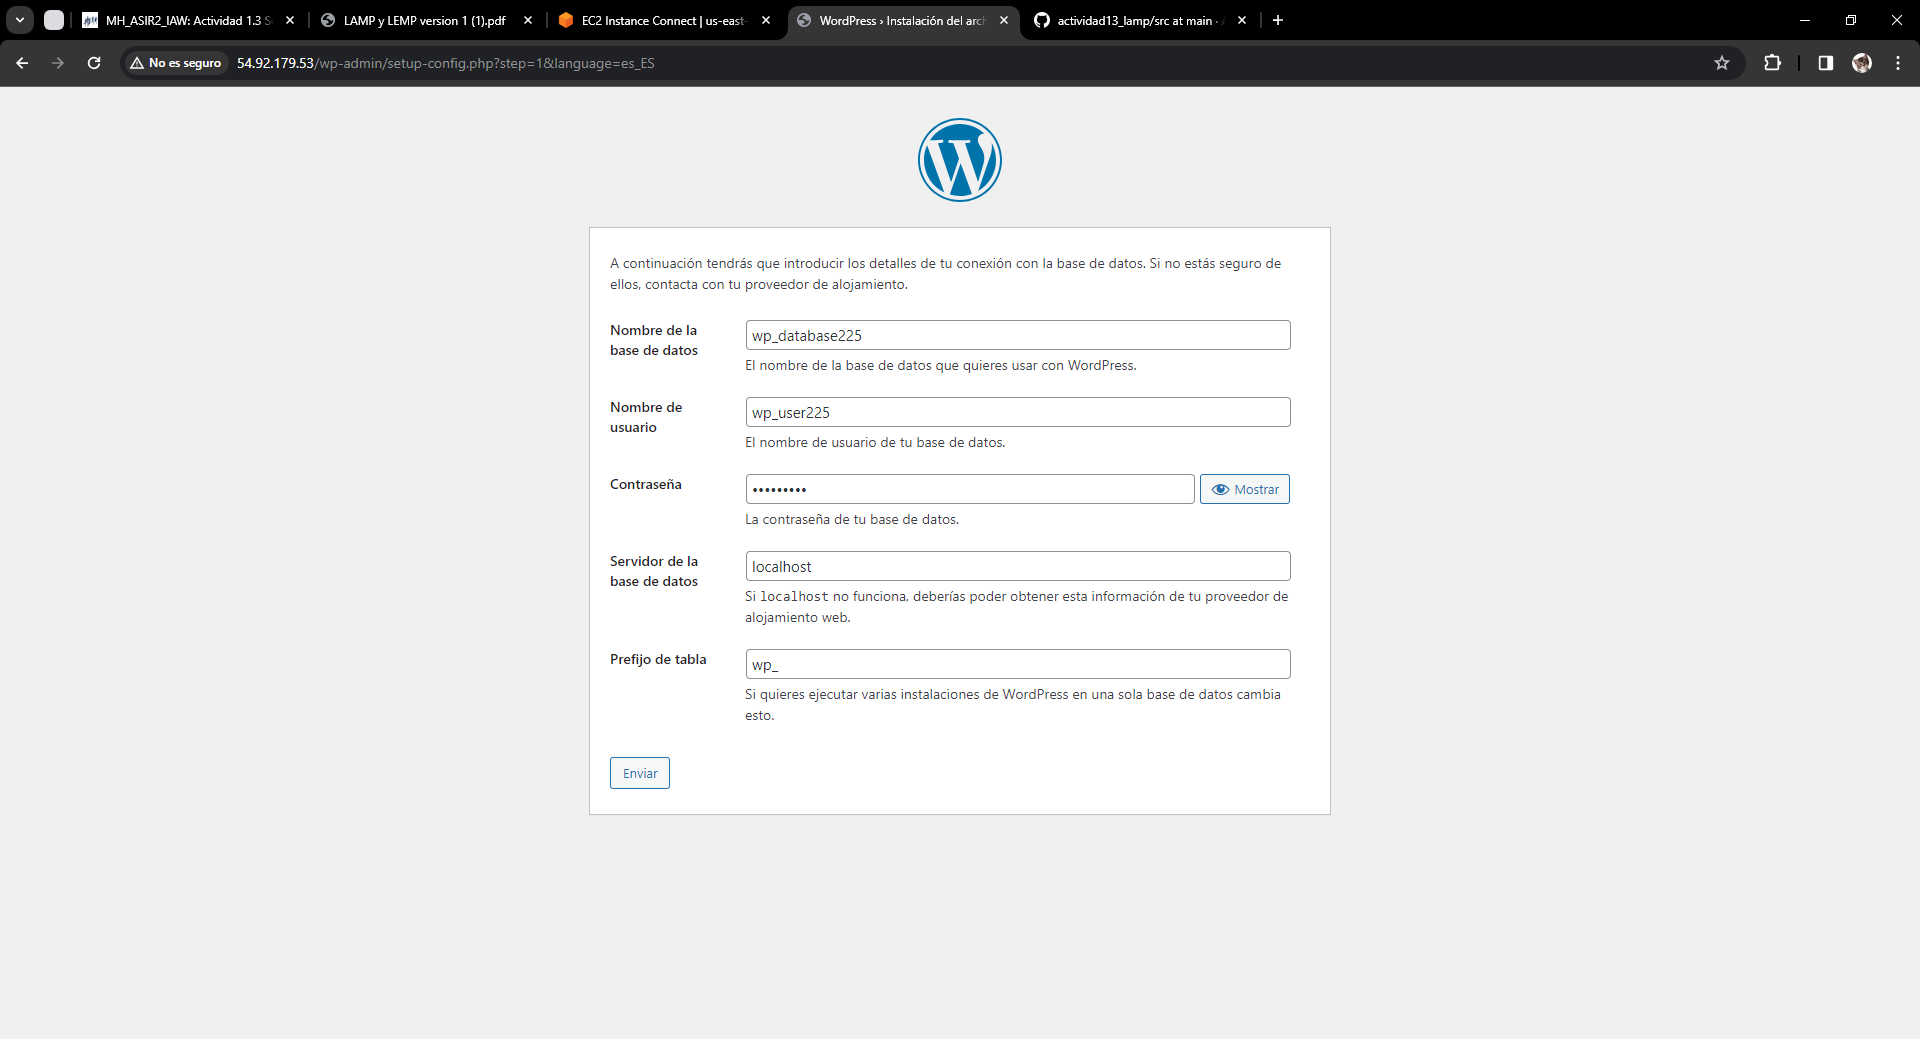 MH_ASIR2_IAW: Actividad 1.3 S
LAMP y LEMP version 1 (1).pdf
EC2 Instance Connect | us-east-
WordPress › Instalación del arc
actividad13_lamp/src at main ·
No es seguro
54.92.179.53/wp-admin/setup-config.php?step=1&language=es_ES
A continuación tendrás que introducir los detalles de tu conexión con la base de datos. Si no estás seguro de
ellos, contacta con tu proveedor de alojamiento.
Nombre de la
base de datos
wp_database225
El nombre de la base de datos que quieres usar con WordPress.
Nombre de
usuario
wp_user225
El nombre de usuario de tu base de datos.
Contraseña
•••••••••
Mostrar
La contraseña de tu base de datos.
Servidor de la
base de datos
localhost
Si localhost no funciona, deberías poder obtener esta información de tu proveedor de
alojamiento web.
Prefijo de tabla
wp_
Si quieres ejecutar varias instalaciones de WordPress en una sola base de datos cambia
esto.
Enviar